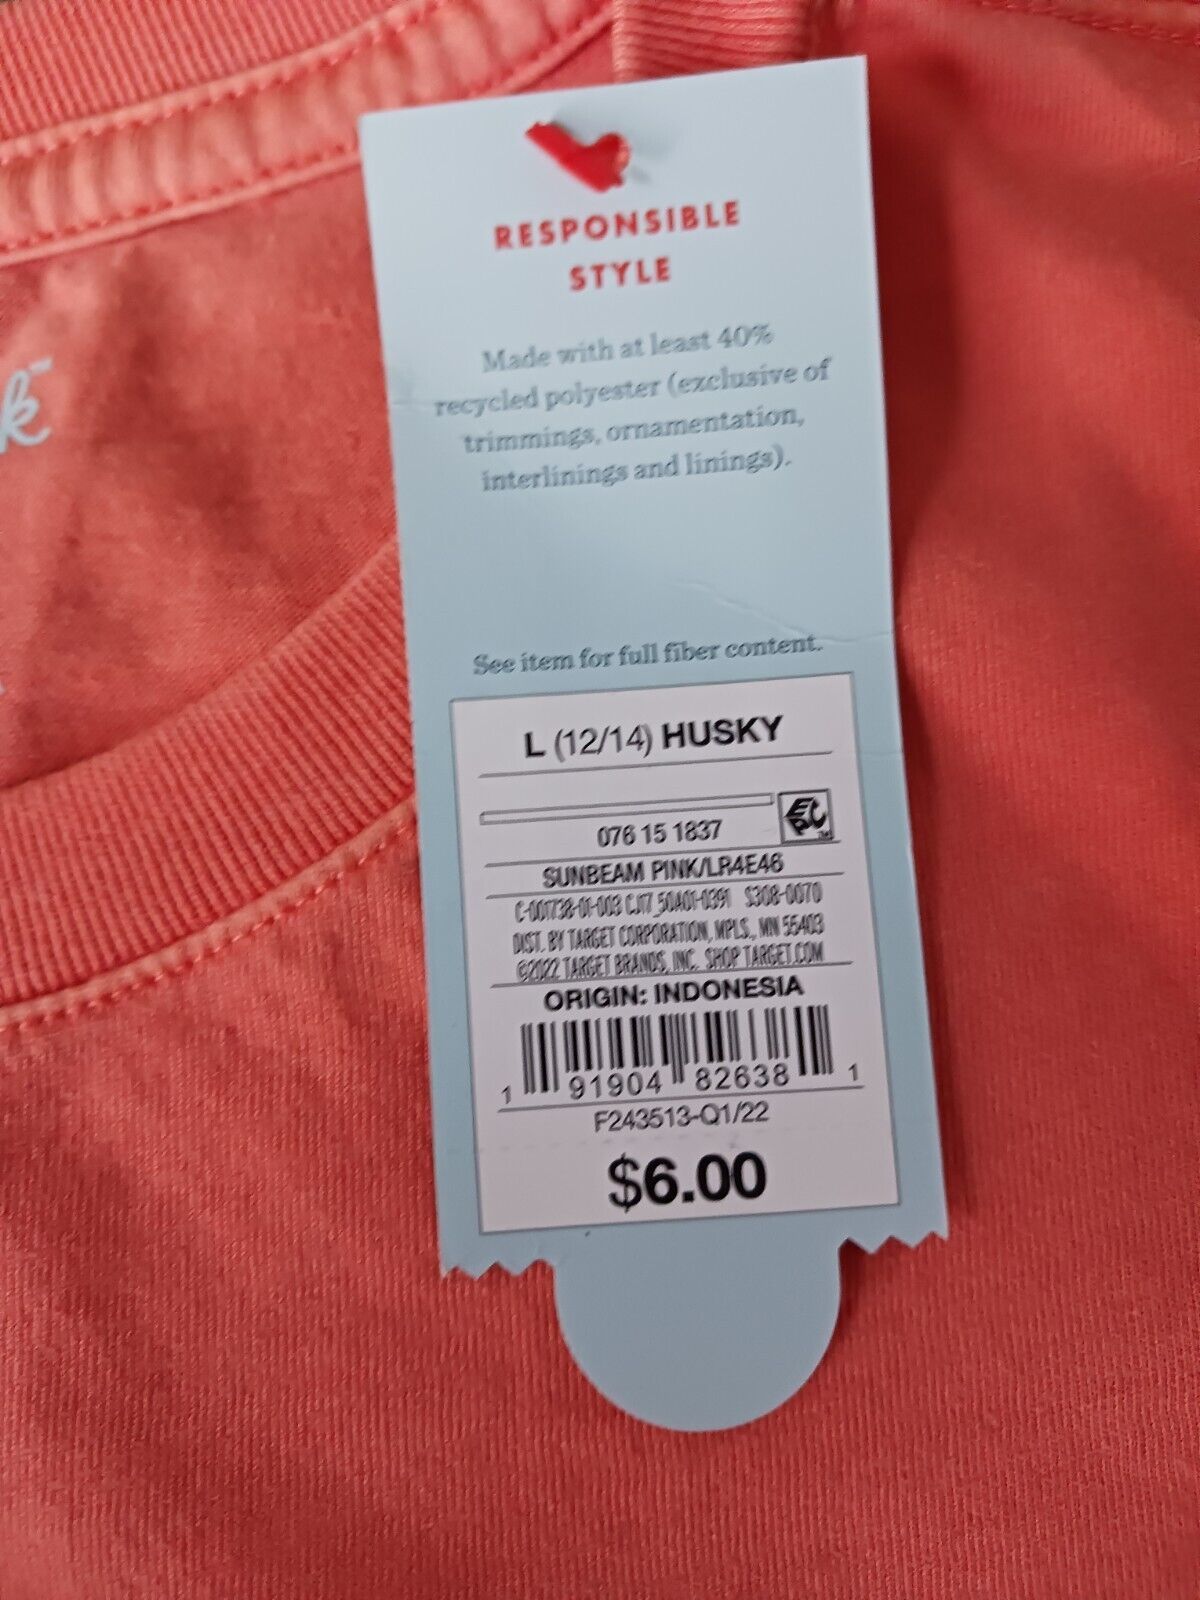 k
RESPONSIBLE
STYLE
Made with at least 40%
recycled polyester (exclusive of
trimmings, ornamentation,
interlinings and linings).
See item for full fiber content.
L (12/14) HUSKY
EPC
076 15 1837
SUNBEAM PINK/LR4E46
C-001738-01-003 CJ17_50A01-0391 S308-0070
DIST. BY TARGET CORPORATION, MPLS., MN 55403
©2022 TARGET BRANDS, INC. SHOP TARGET.COM
ORIGIN: INDONESIA
1 91904 82638 1
F243513-Q1/22
$6.00